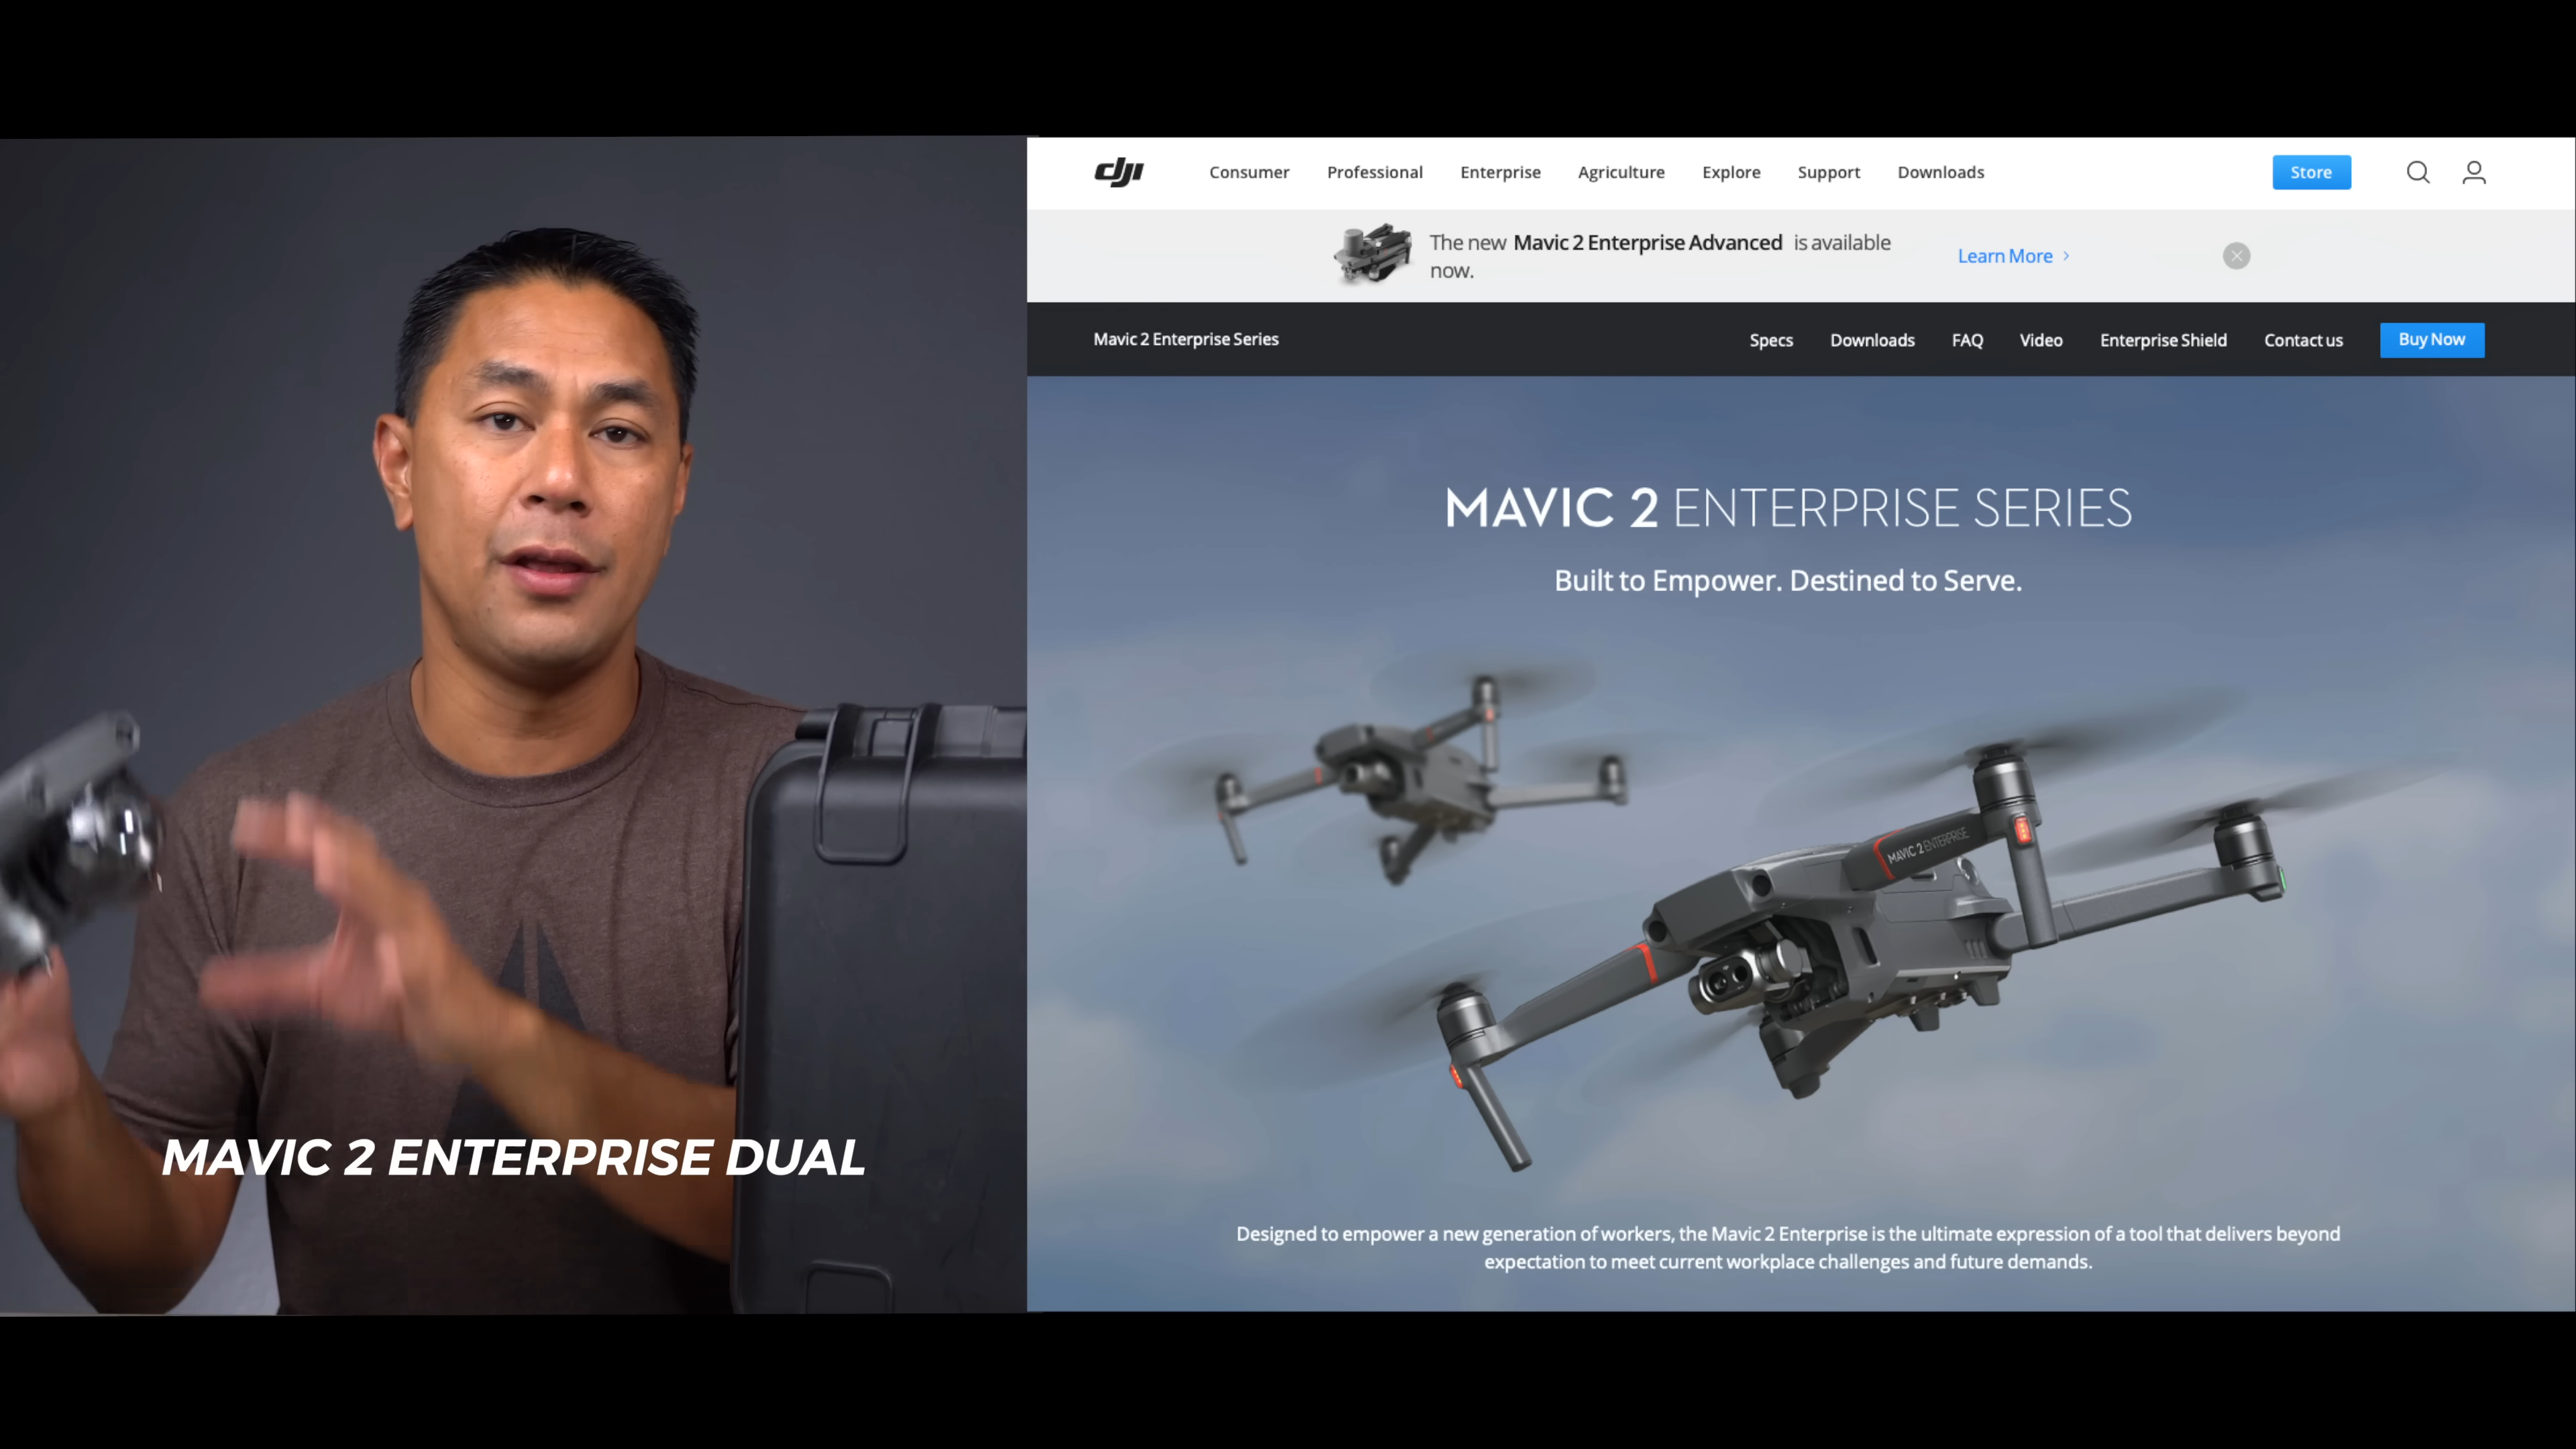 dji
Consumer Professional Enterprise Agriculture Explore Support Downloads
Store
The new Mavic 2 Enterprise Advanced is available
now.
Learn More >
Mavic 2 Enterprise Series
Specs Downloads FAQ Video Enterprise Shield Contact us Buy Now
MAVIC 2 ENTERPRISE SERIES
Built to Empower. Destined to Serve.
MAVIC 2 ENTERPRISE
MAVIC 2 ENTERPRISE DUAL
Designed to empower a new generation of workers, the Mavic 2 Enterprise is the ultimate expression of a tool that delivers beyond
expectation to meet current workplace challenges and future demands.